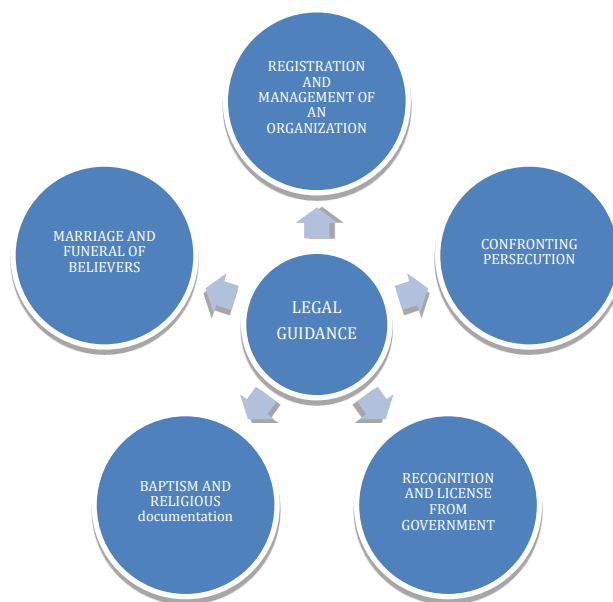 REGISTRATION
AND
MANAGEMENT OF
AN
ORGANIZATION
MARRIAGE AND
FUNERAL OF
BELIEVERS
CONFRONTING
PERSECUTION
LEGAL
GUIDANCE
BAPTISM AND
RELIGIOUS
documentation
RECOGNITION
AND LICENSE
FROM
GOVERNMENT